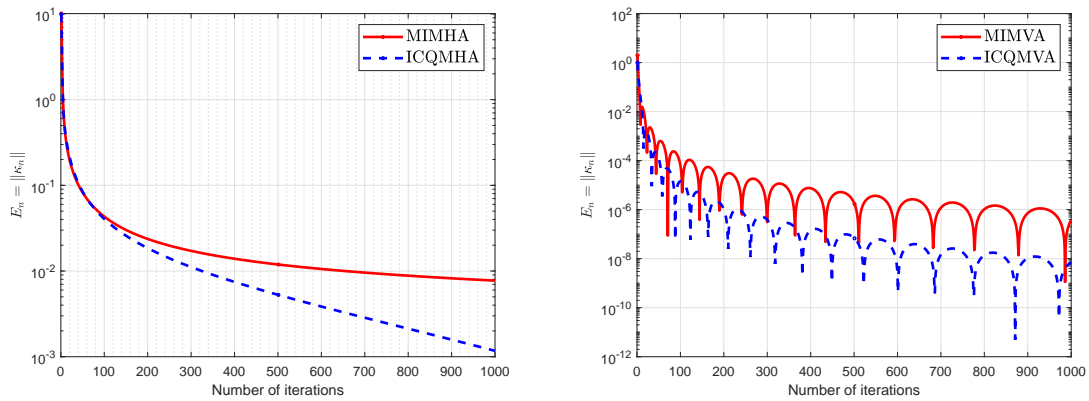 10^1
10^0
10^{-1}
10^{-2}
10^{-3}
E_n = ||κ_n||
0 100 200 300 400 500 600 700 800 900 1000
Number of iterctions
MIMHA
ICQMHA
10^2
10^0
10^{-2}
10^{-4}
10^{-6}
10^{-8}
10^{-10}
10^{-12}
E_n = ||κ_n||
0 100 200 300 400 500 600 700 800 900 1000
Number of iterctions
MIMVA
ICQMVA